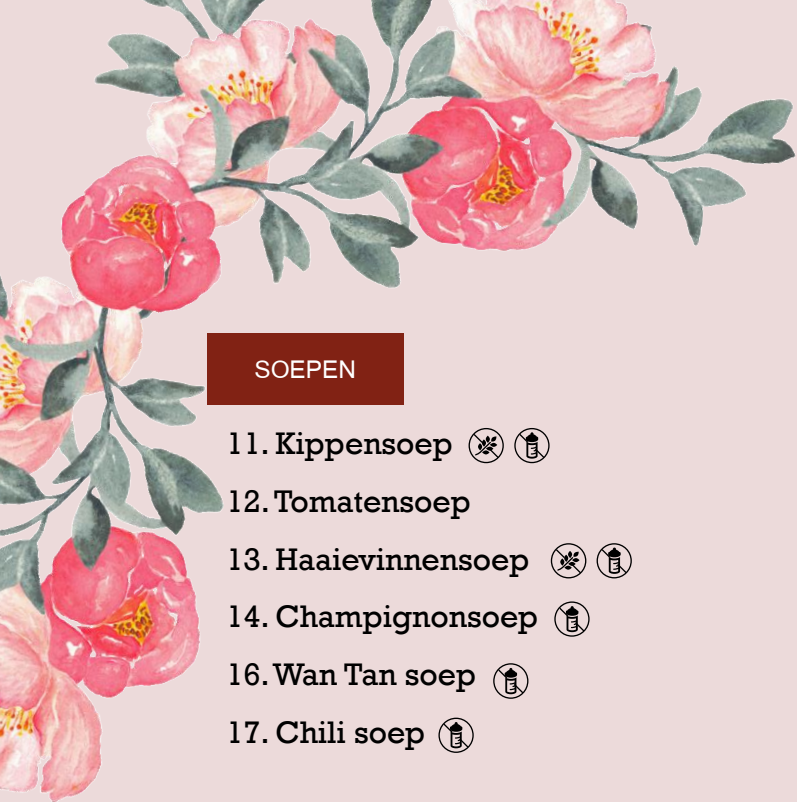 SOEPEN
11. Kippensoep
12. Tomatensoep
13. Haaievinnensoep
14. Champignonsoep
16. Wan Tan soep
17. Chili soep